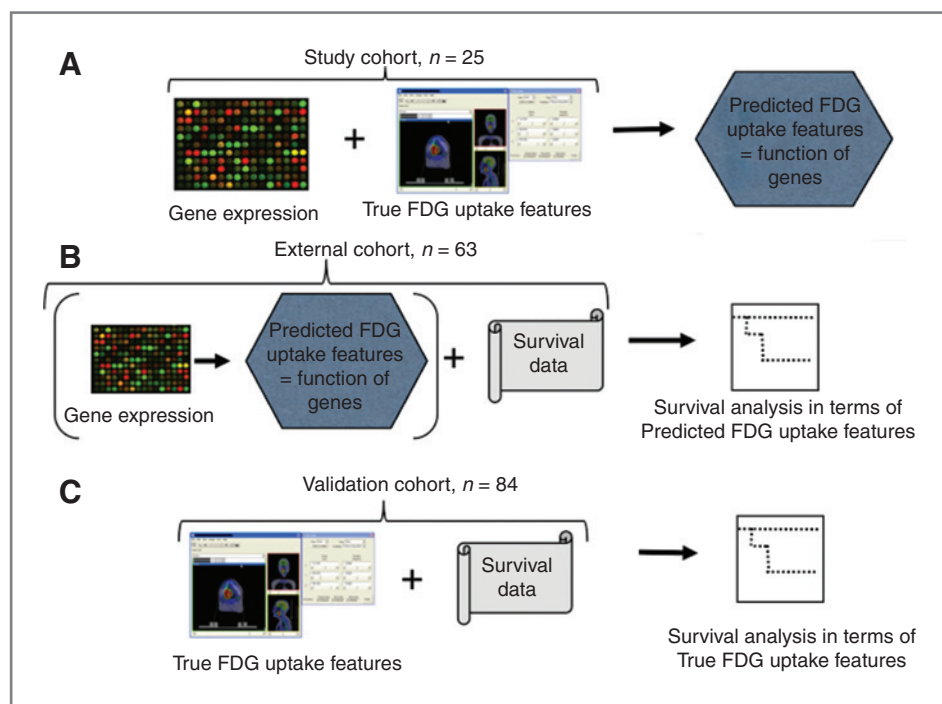 A
Study cohort, n = 25
Gene expression
+
True FDG uptake features
Predicted FDG
uptake features
= function of
genes
B
External cohort, n = 63
Gene expression
Predicted FDG
uptake features
= function of
genes
+
Survival
data
Survival analysis in terms of
Predicted FDG uptake features
C
Validation cohort, n = 84
True FDG uptake features
+
Survival
data
Survival analysis in terms of
True FDG uptake features